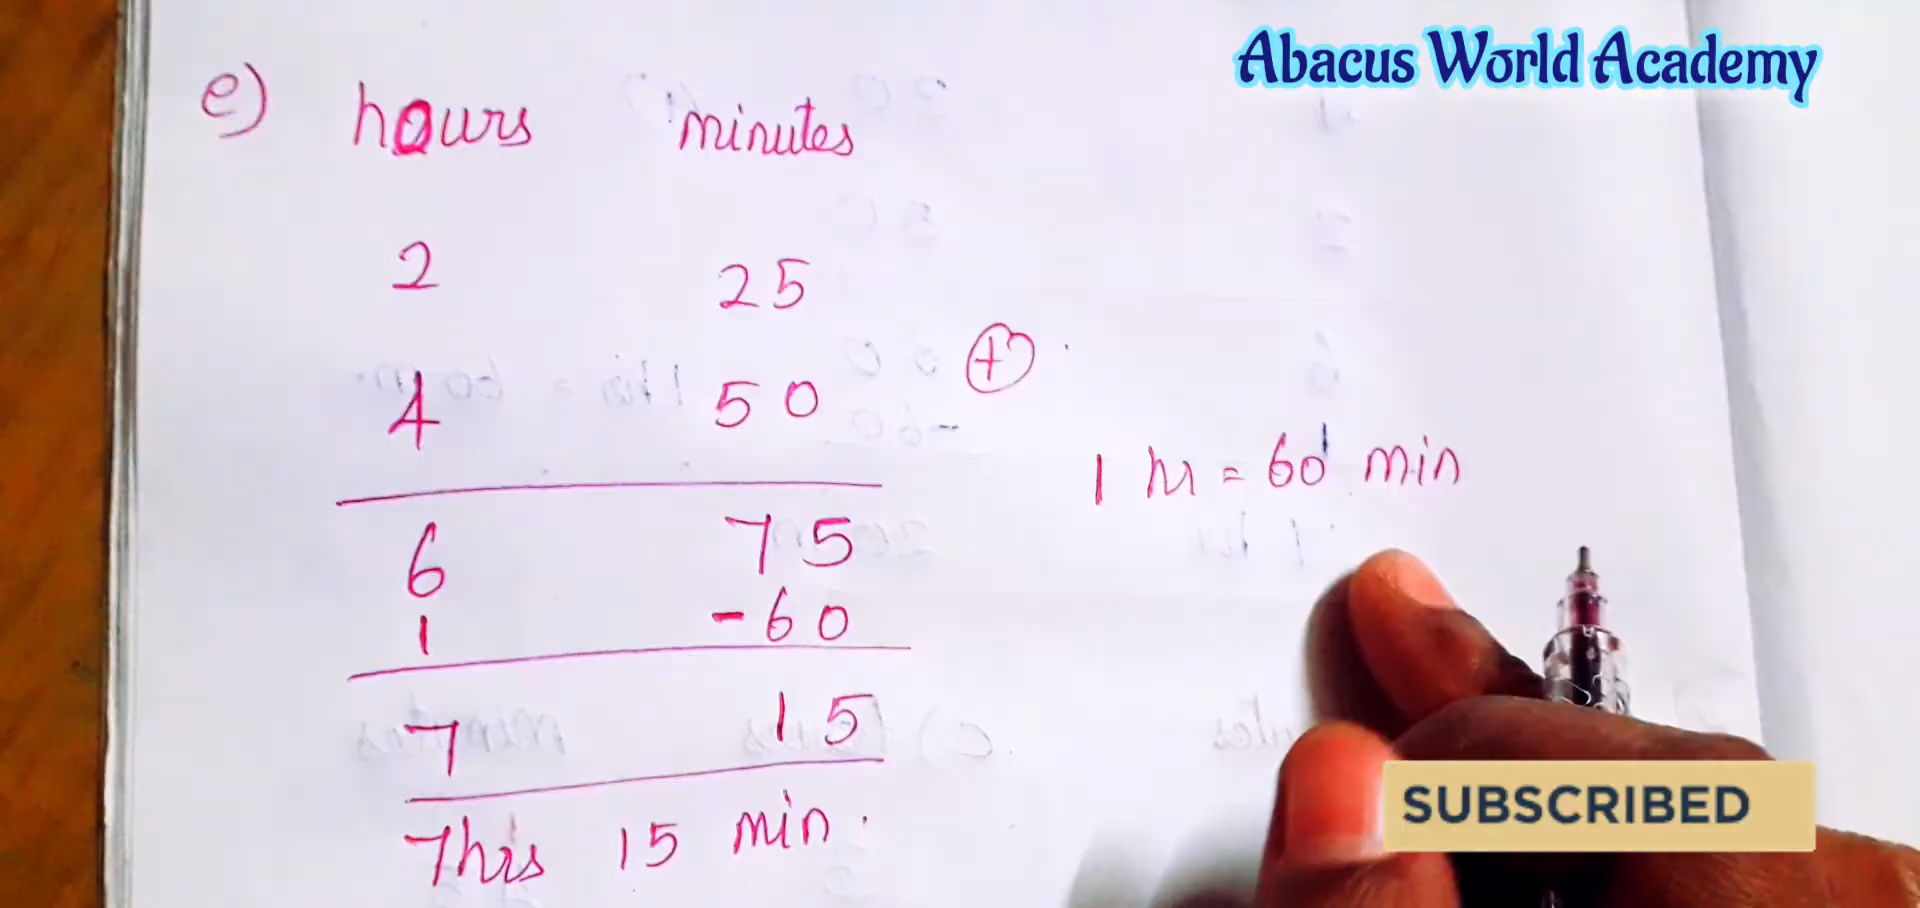 Abacus World Academy
e) hours minutes
2 25
4 50 +
1 hr = 60 min
6 75
1 -60
7 15
7hrs 15 min.
SUBSCRIBED